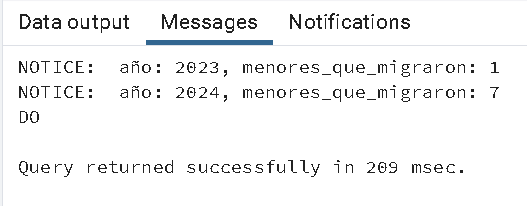 Data output Messages Notifications
NOTICE:  año: 2023, menores_que_migraron: 1
NOTICE:  año: 2024, menores_que_migraron: 7
DO
Query returned successfully in 209 msec.